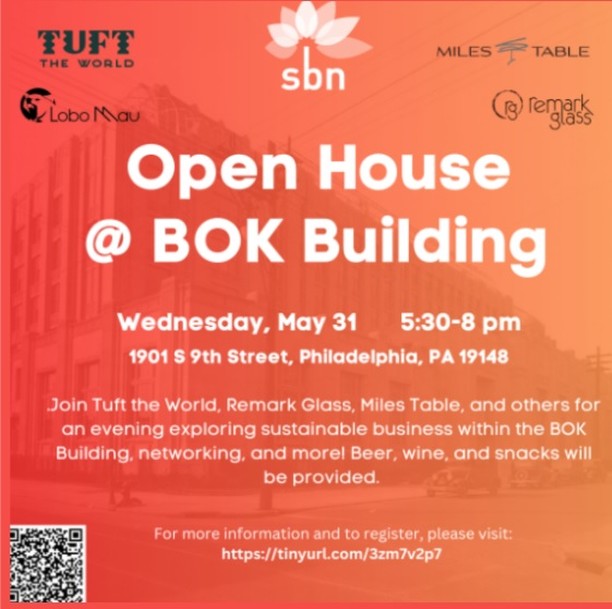 TUFT
THE WORLD
sbn
MILES TABLE
Lobo Mau
rg remark
glass
Open House
@ BOK Building
Wednesday, May 31 5:30-8 pm
1901 S 9th Street, Philadelphia, PA 19148
.Join Tuft the World, Remark Glass, Miles Table, and others for
an evening exploring sustainable business within the BOK
Building, networking, and more! Beer, wine, and snacks will
be provided.
For more information and to register, please visit:
https://tinyurl.com/3zm7v2p7